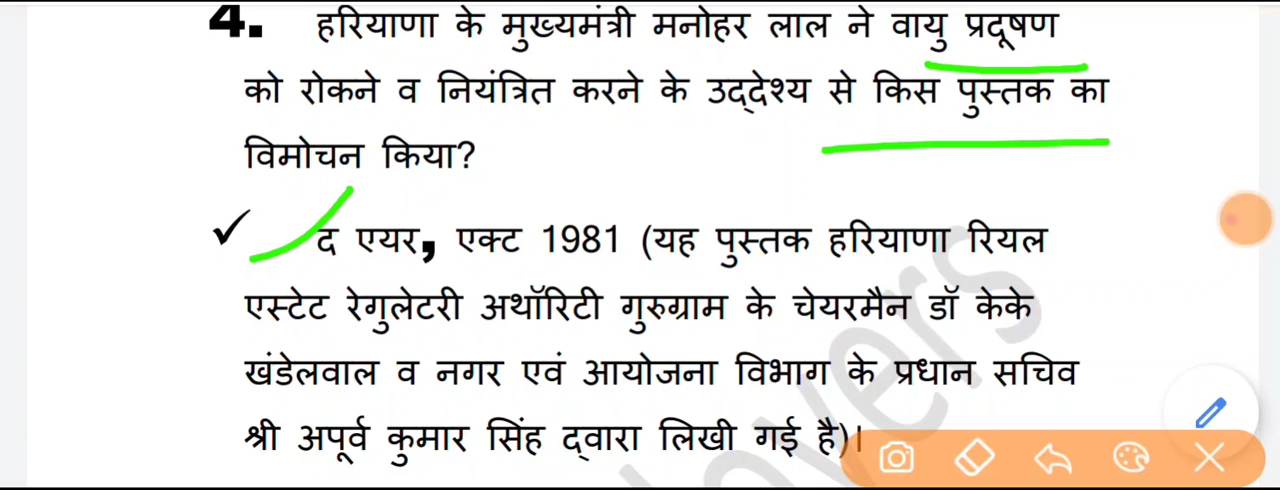 4. हरियाणा के मुख्यमंत्री मनोहर लाल ने वायु प्रदूषण
को रोकने व नियंत्रित करने के उद्देश्य से किस पुस्तक का
विमोचन किया?
✓ द एयर, एक्ट 1981 (यह पुस्तक हरियाणा रियल
एस्टेट रेगुलेटरी अथॉरिटी गुरुग्राम के चेयरमैन डॉ केके
खंडेलवाल व नगर एवं आयोजना विभाग के प्रधान सचिव
श्री अपूर्व कुमार सिंह द्वारा लिखी गई है)।